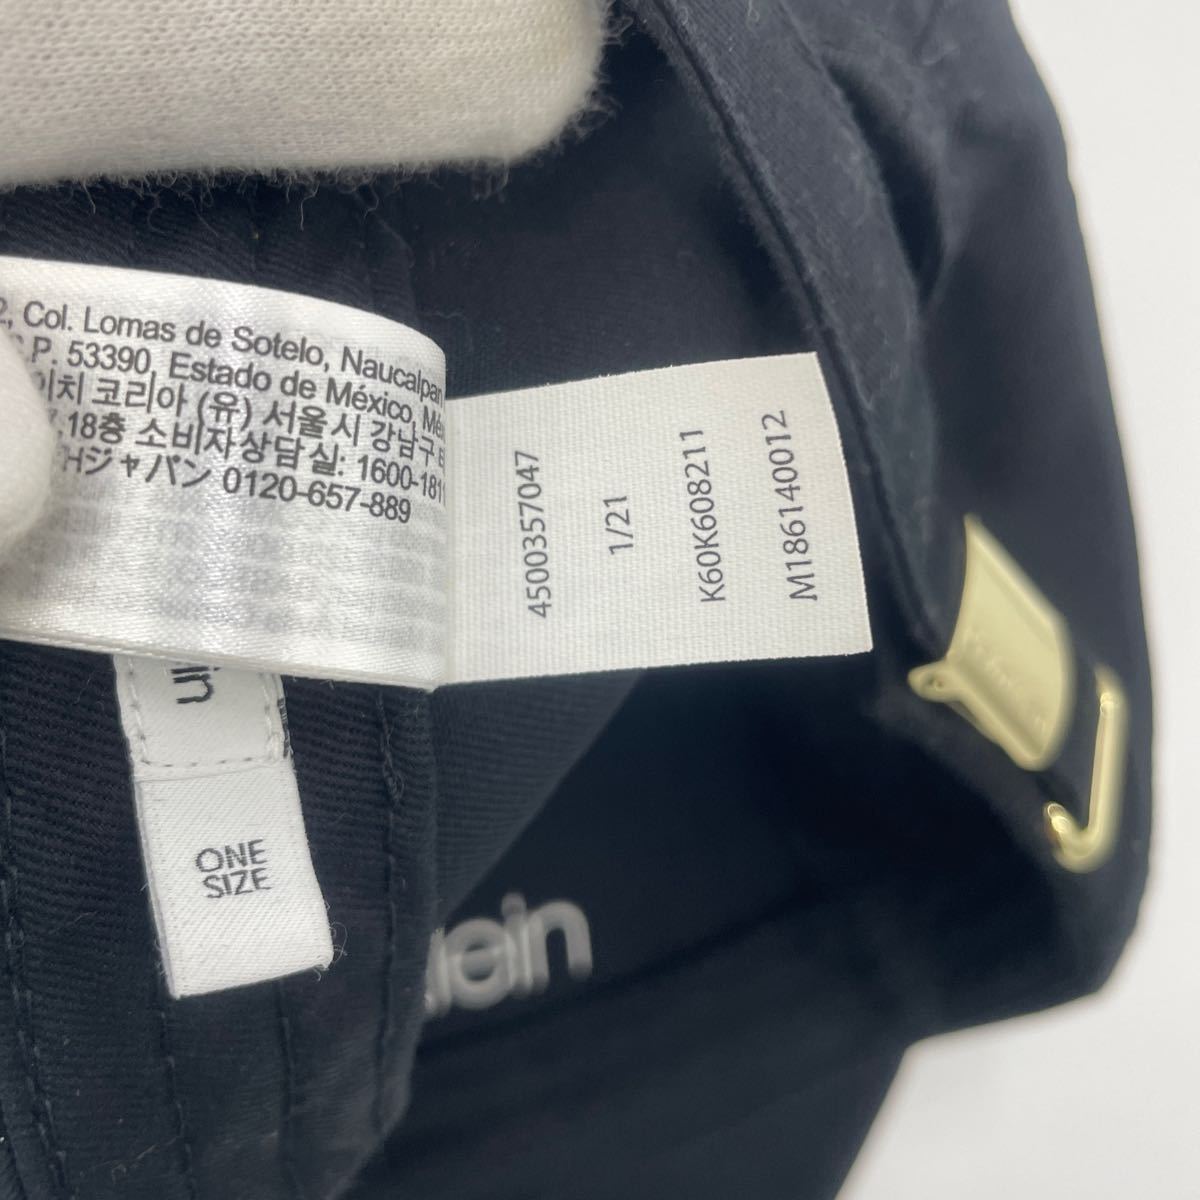 2, Col. Lomas de Sotelo, Naucalpan
.P. 53390, Estado de México,
이치 코리아 (유) 서울시 강남구
18층 소비자상담실: 1600-181
Hジャパン 0120-657-889
4500357047
1/21
K60K608211
M186140012
in
ONE
SIZE